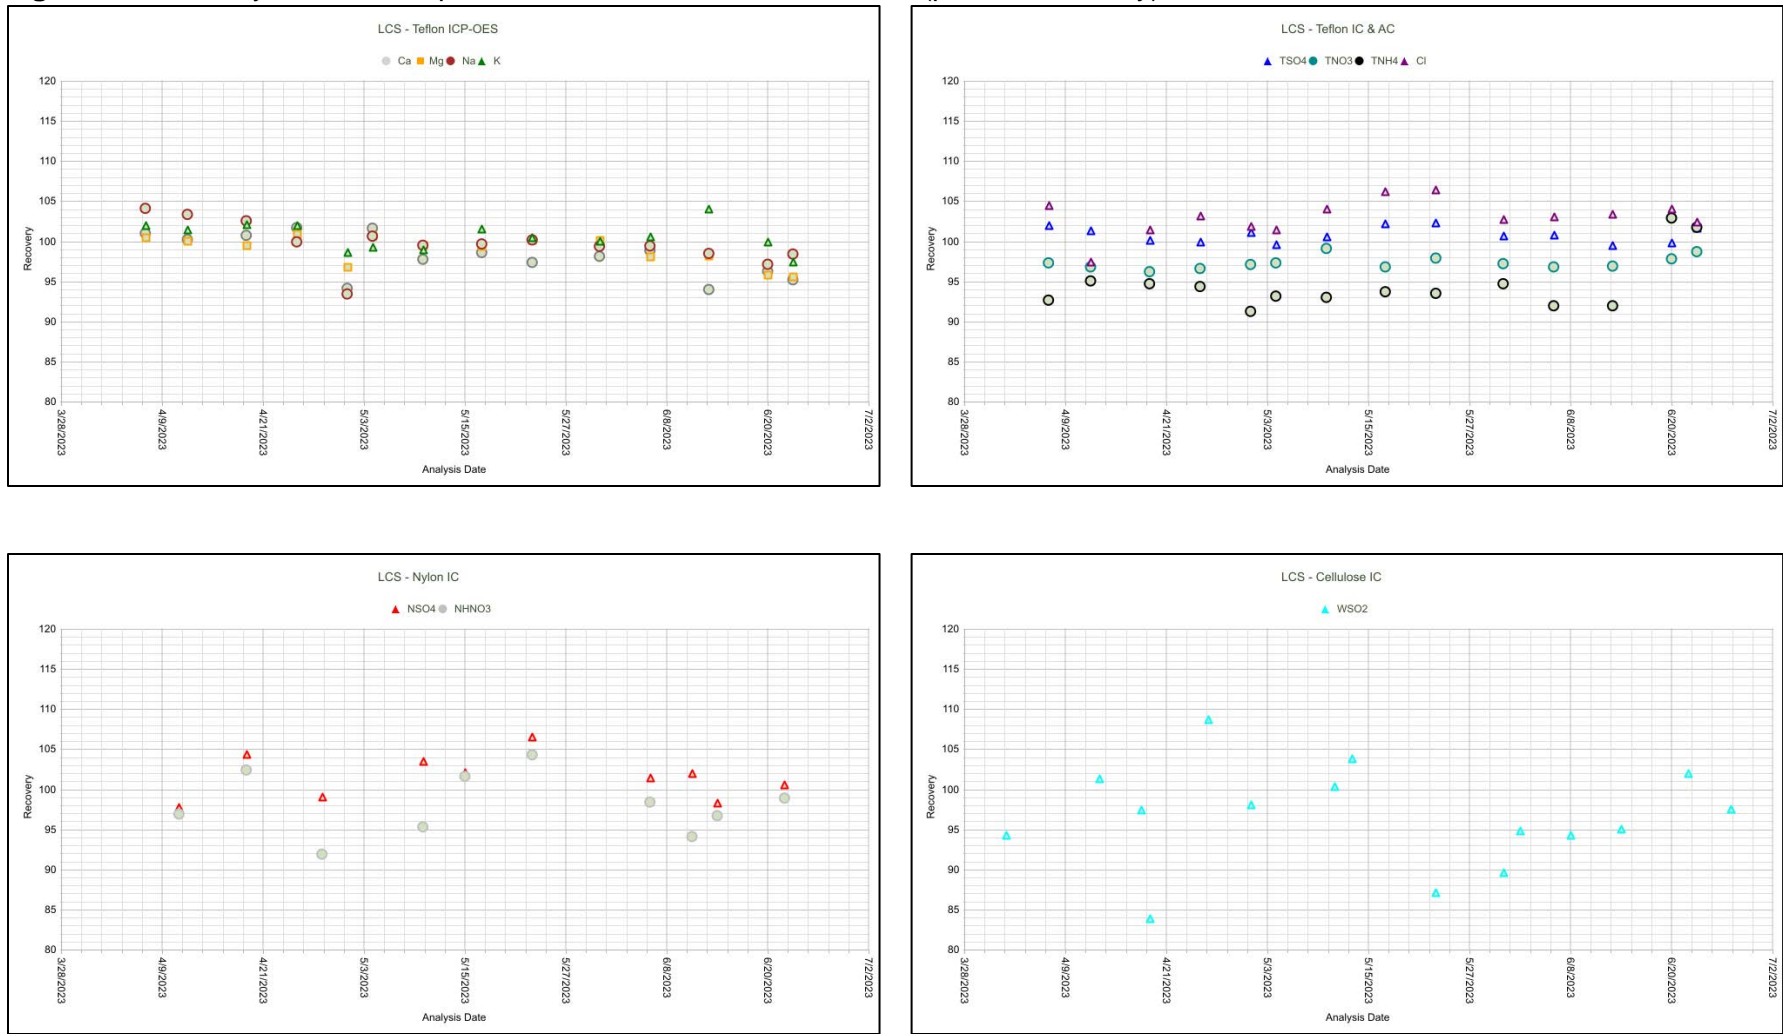 LCS - Teflon ICP-OES
Ca Mg Na K
120
115
110
105
100
95
90
85
80
Recovery
3/28/2023 4/9/2023 4/21/2023 5/3/2023 5/15/2023 5/27/2023 6/8/2023 6/20/2023 7/2/2023
Analysis Date
LCS - Teflon IC & AC
TSO4 TNO3 TNH4 Cl
120
115
110
105
100
95
90
85
80
Recovery
3/28/2023 4/9/2023 4/21/2023 5/3/2023 5/15/2023 5/27/2023 6/8/2023 6/20/2023 7/2/2023
Analysis Date
LCS - Nylon IC
NSO4 NHNO3
120
115
110
105
100
95
90
85
80
Recovery
3/28/2023 4/9/2023 4/21/2023 5/3/2023 5/15/2023 5/27/2023 6/8/2023 6/20/2023 7/2/2023
Analysis Date
LCS - Cellulose IC
WSO2
120
115
110
105
100
95
90
85
80
Recovery
3/28/2023 4/9/2023 4/21/2023 5/3/2023 5/15/2023 5/27/2023 6/8/2023 6/20/2023 7/2/2023
Analysis Date